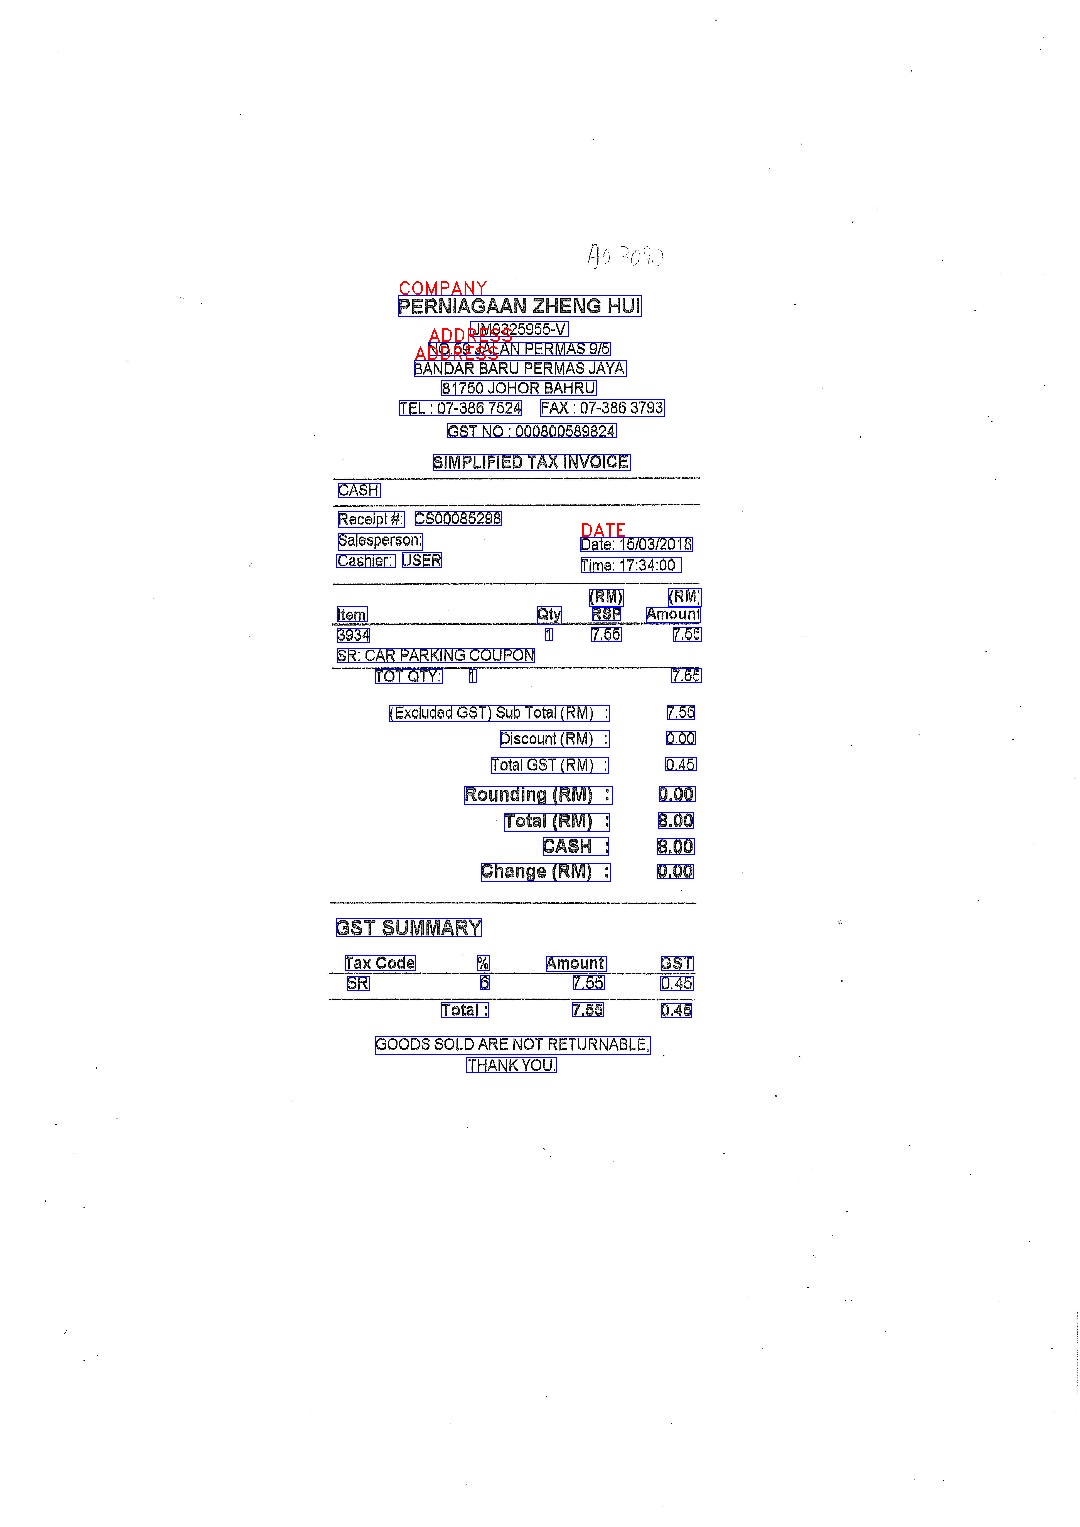 COMPANY
PERNIAGAAN ZHENG HUI
ADDRESS
ADDRESS
NO.59 JALAN PERMAS 9/5
BANDAR BARU PERMAS JAYA
81750 JOHOR BAHRU
TEL : 07-386 7524 FAX : 07-386 3793
GST NO : 000800589824
SIMPLIFIED TAX INVOICE
CASH
Receipt #: CS00085298
DATE
Salesperson: Date: 15/03/2018
Cashier: USER Time: 17:34:00
(RM) (RM)
Item Qty RSP Amount
3934 1 7.55 7.55
SR: CAR PARKING COUPON
TOT QTY: 1 7.55
(Excluded GST) Sub Total (RM) : 7.55
Discount (RM) : 0.00
Total GST (RM) : 0.45
Rounding (RM) : 0.00
Total (RM) : 8.00
CASH : 8.00
Change (RM) : 0.00
GST SUMMARY
Tax Code % Amount GST
SR 6 7.55 0.45
Total : 7.55 0.45
GOODS SOLD ARE NOT RETURNABLE,
THANK YOU.